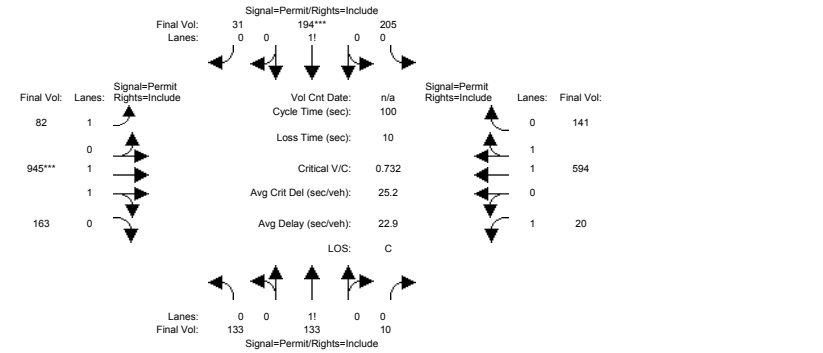 Signal=Permit/Rights=Include
Final Vol: 31 194*** 205
Lanes: 0 0 1! 0 0
Signal=Permit Signal=Permit
Final Vol: Lanes: Rights=Include Vol Cnt Date: n/a Rights=Include Lanes: Final Vol:
Cycle Time (sec): 100
82 1 0 141
Loss Time (sec): 10
0 1
945*** 1 Critical V/C: 0.732 1 594
1 Avg Crit Del (sec/veh): 25.2 0
163 0 Avg Delay (sec/veh): 22.9 1 20
LOS: C
Lanes: 0 0 1! 0 0
Final Vol: 133 133 10
Signal=Permit/Rights=Include